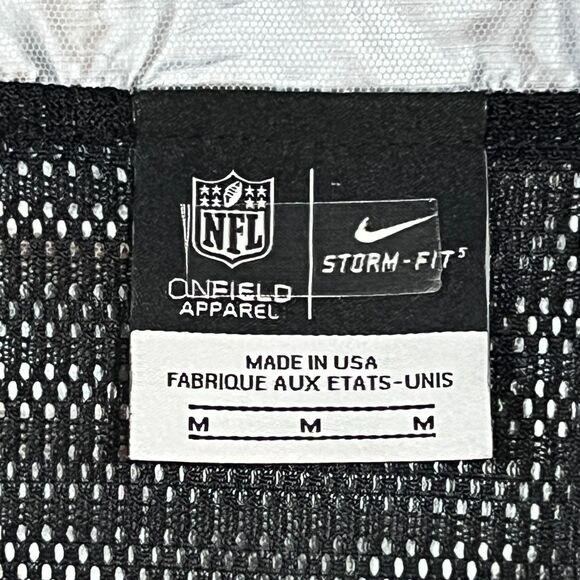 NFL
ONFIELD
APPAREL
STORM-FIT⁵
MADE IN USA
FABRIQUE AUX ETATS-UNIS
M M M